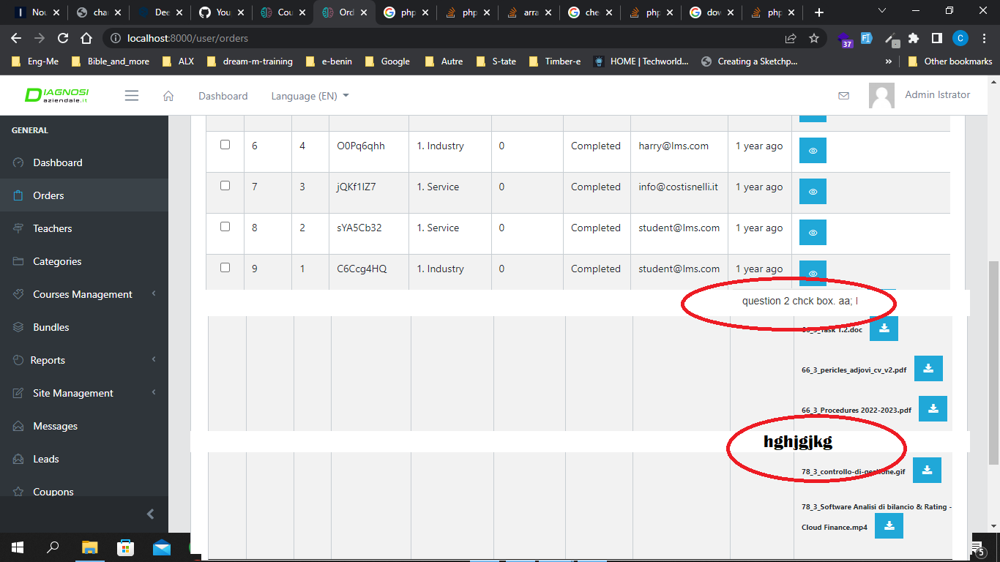 Nou
cha
Dee
You
Cou
Ord
php
php
arra
che
php
dow
php
localhost:8000/user/orders
37
C
Eng-Me
Bible_and_more
ALX
dream-m-training
e-benin
Google
Autre
S-tate
Timber-e
HOME | Techworld...
Creating a Sketchp...
»
Other bookmarks
DIAGNOSI
aziendale.it
Dashboard
Language (EN)
Admin Istrator
GENERAL
Dashboard
Orders
Teachers
Categories
Courses Management
Bundles
Reports
Site Management
Messages
Leads
Coupons
6 4 O0Pq6qhh 1. Industry 0 Completed harry@lms.com 1 year ago
7 3 jQKf1IZ7 1. Service 0 Completed info@costisnelli.it 1 year ago
8 2 sYA5Cb32 1. Service 0 Completed student@lms.com 1 year ago
9 1 C6Ccg4HQ 1. Industry 0 Completed student@lms.com 1 year ago
question 2 chck box. aa; l
66_3_Task 1.2.doc
66_3_pericles_adjovi_cv_v2.pdf
66_3_Procedures 2022-2023.pdf
hghjgjkg
78_3_controllo-di-gestione.gif
78_3_Software Analisi di bilancio & Rating -
Cloud Finance.mp4
5